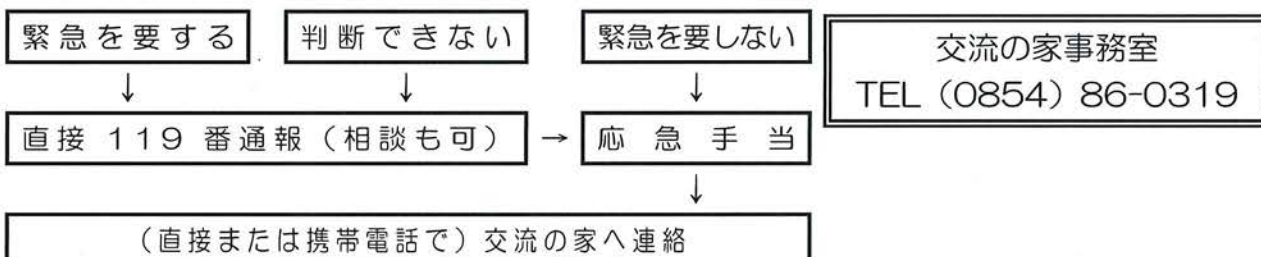 緊急を要する
判断できない
緊急を要しない
交流の家事務室
TEL（0854）86-0319
↓
↓
↓
直接 119 番通報（相談も可）
→
応急手当
↓
（直接または携帯電話で）交流の家へ連絡